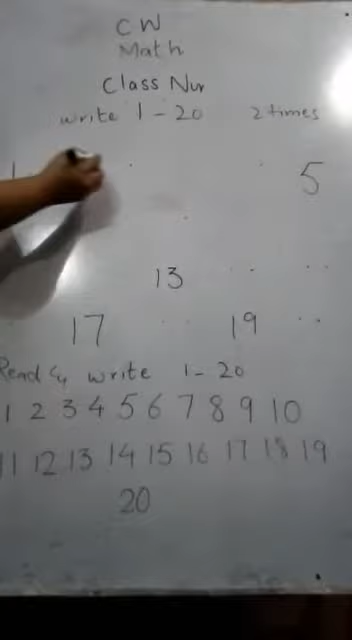 CW
Math
Class Nur
write 1 - 20 2 times
1 5
13
17 19
Read & write 1 - 20
1 2 3 4 5 6 7 8 9 10
11 12 13 14 15 16 17 18 19
20